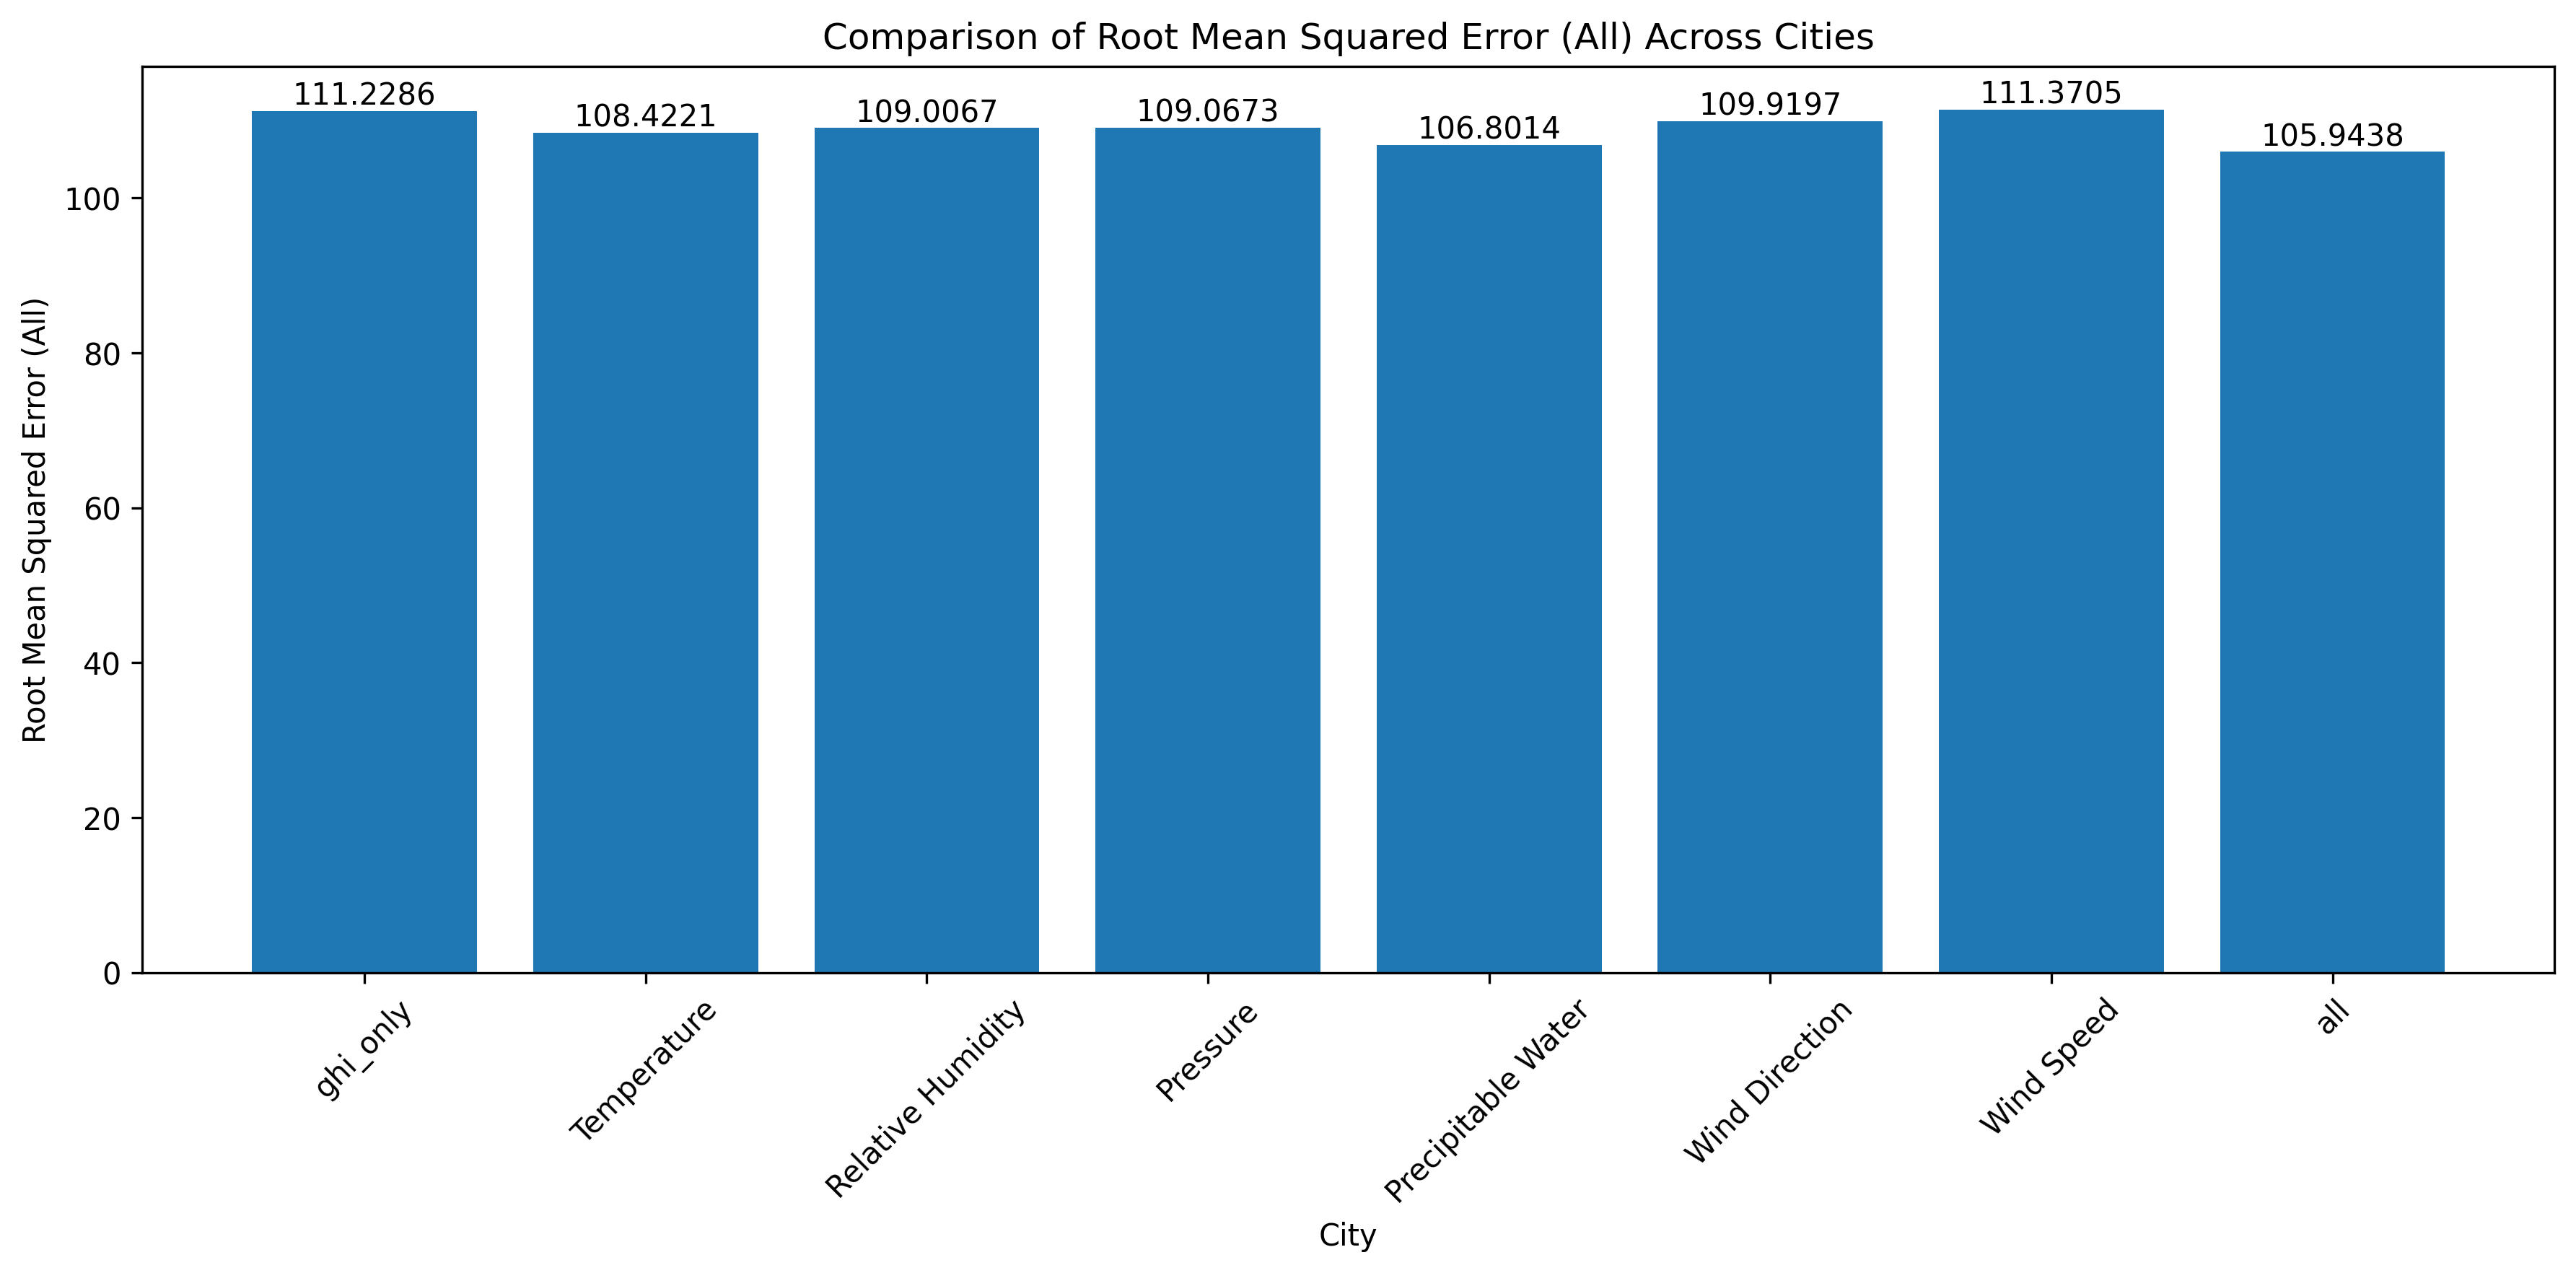 Comparison of Root Mean Squared Error (All) Across Cities
Root Mean Squared Error (All)
100
80
60
40
20
0
111.2286
108.4221
109.0067
109.0673
106.8014
109.9197
111.3705
105.9438
ghi_only
Temperature
Relative Humidity
Pressure
Precipitable Water
Wind Direction
Wind Speed
all
City